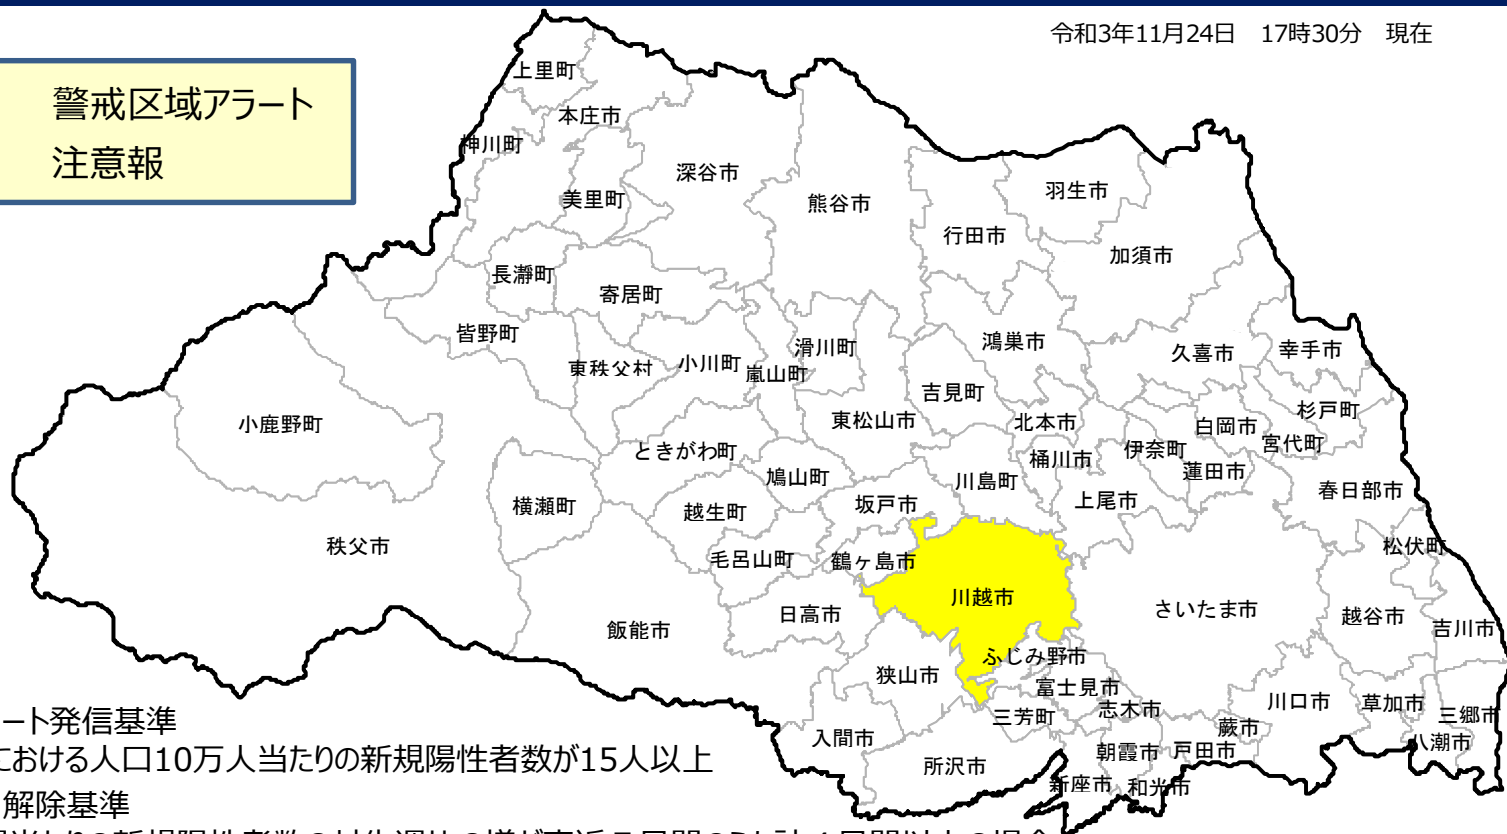 令和3年11月24日 17時30分 現在
警戒区域アラート
注意報
上里町
本庄市
神川町
深谷市
美里町
熊谷市
羽生市
行田市
加須市
長瀞町
寄居町
皆野町
滑川町
鴻巣市
久喜市
幸手市
東秩父村
小川町
嵐山町
吉見町
小鹿野町
東松山市
北本市
白岡市
杉戸町
宮代町
ときがわ町
桶川市
伊奈町
鳩山町
川島町
蓮田市
春日部市
横瀬町
越生町
坂戸市
上尾市
秩父市
毛呂山町
鶴ヶ島市
松伏町
川越市
さいたま市
日高市
越谷市
飯能市
吉川市
ふじみ野市
狭山市
富士見市
川口市
草加市
三芳町
志木市
三郷市
入間市
蕨市
八潮市
朝霞市
戸田市
所沢市
新座市
和光市
ート発信基準
における人口10万人当たりの新規陽性者数が15人以上
解除基準